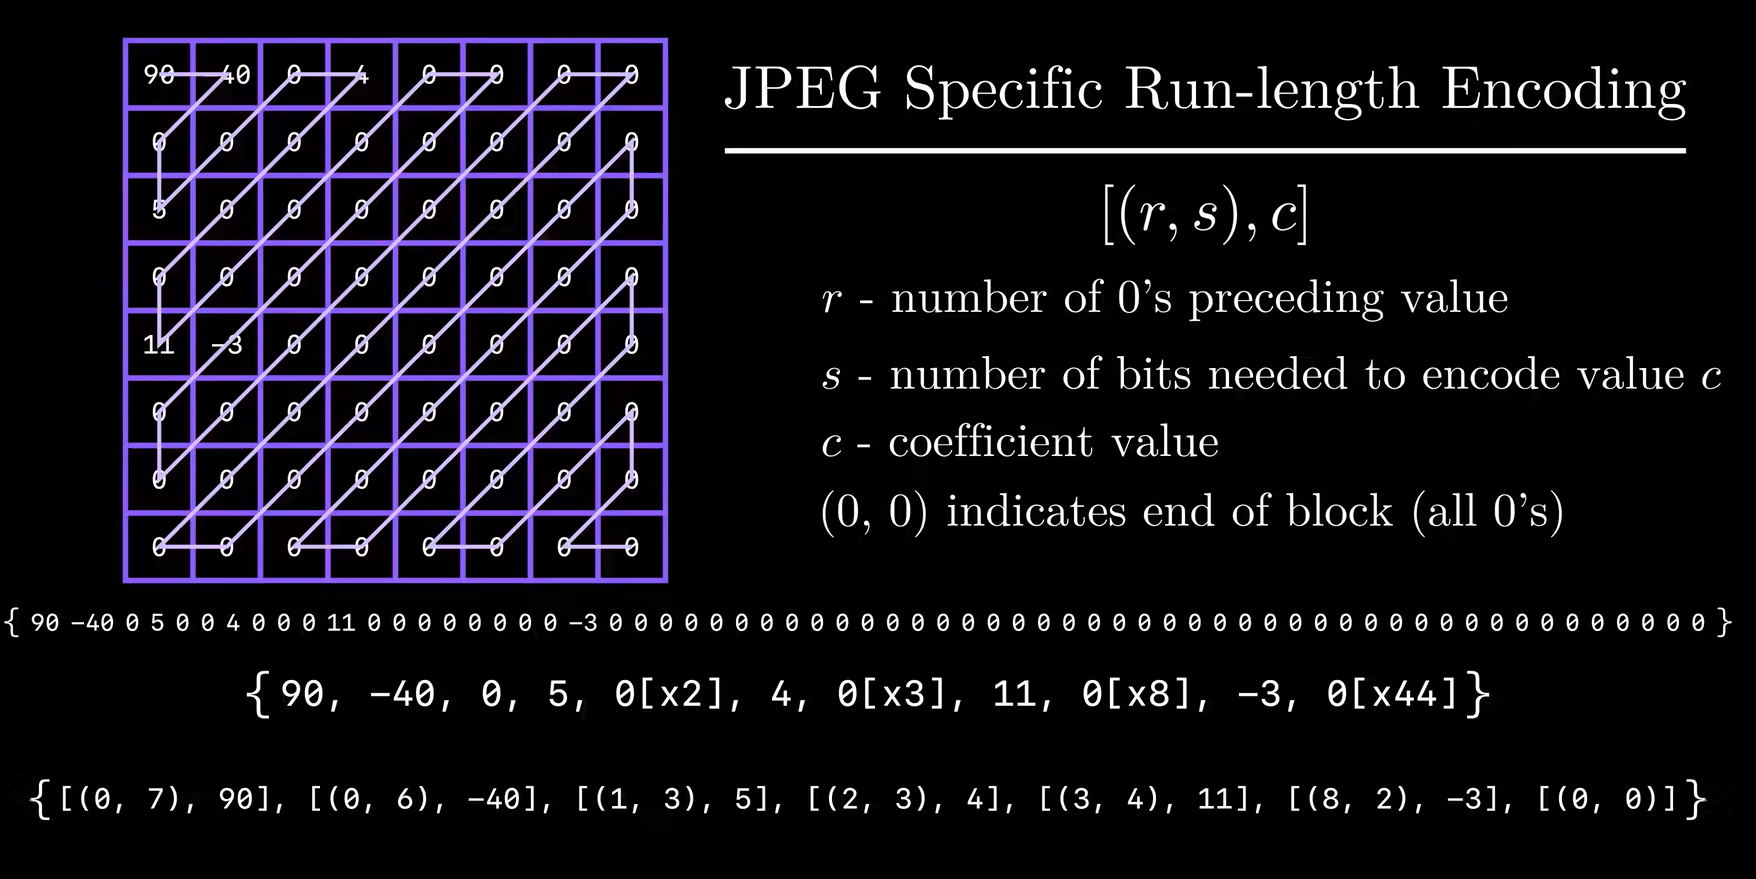 90 −40 0 4 0 0 0 0
0 0 0 0 0 0 0 0
5 0 0 0 0 0 0 0
0 0 0 0 0 0 0 0
11 −3 0 0 0 0 0 0
0 0 0 0 0 0 0 0
0 0 0 0 0 0 0 0
0 0 0 0 0 0 0 0
JPEG Specific Run-length Encoding
[(r, s), c]
r - number of 0's preceding value
s - number of bits needed to encode value c
c - coefficient value
(0, 0) indicates end of block (all 0's)
{ 90 −40 0 5 0 0 4 0 0 0 11 0 0 0 0 0 0 0 0 −3 0 0 0 0 0 0 0 0 0 0 0 0 0 0 0 0 0 0 0 0 0 0 0 0 0 0 0 0 0 0 0 0 0 0 0 0 0 0 0 0 0 0 0 0 }
{ 90, −40, 0, 5, 0[x2], 4, 0[x3], 11, 0[x8], −3, 0[x44] }
{ [(0, 7), 90], [(0, 6), −40], [(1, 3), 5], [(2, 3), 4], [(3, 4), 11], [(8, 2), −3], [(0, 0)] }